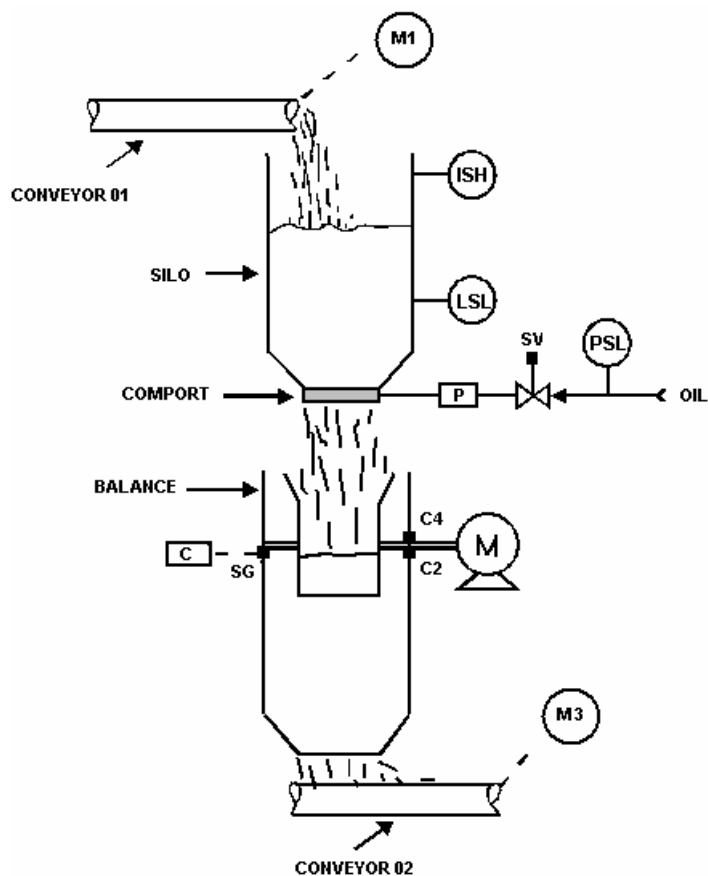 M1
CONVEYOR 01
ISH
SILO
LSL
SV
PSL
COMPORT
P
OIL
BALANCE
C4
C
M
SG
C2
M3
CONVEYOR 02